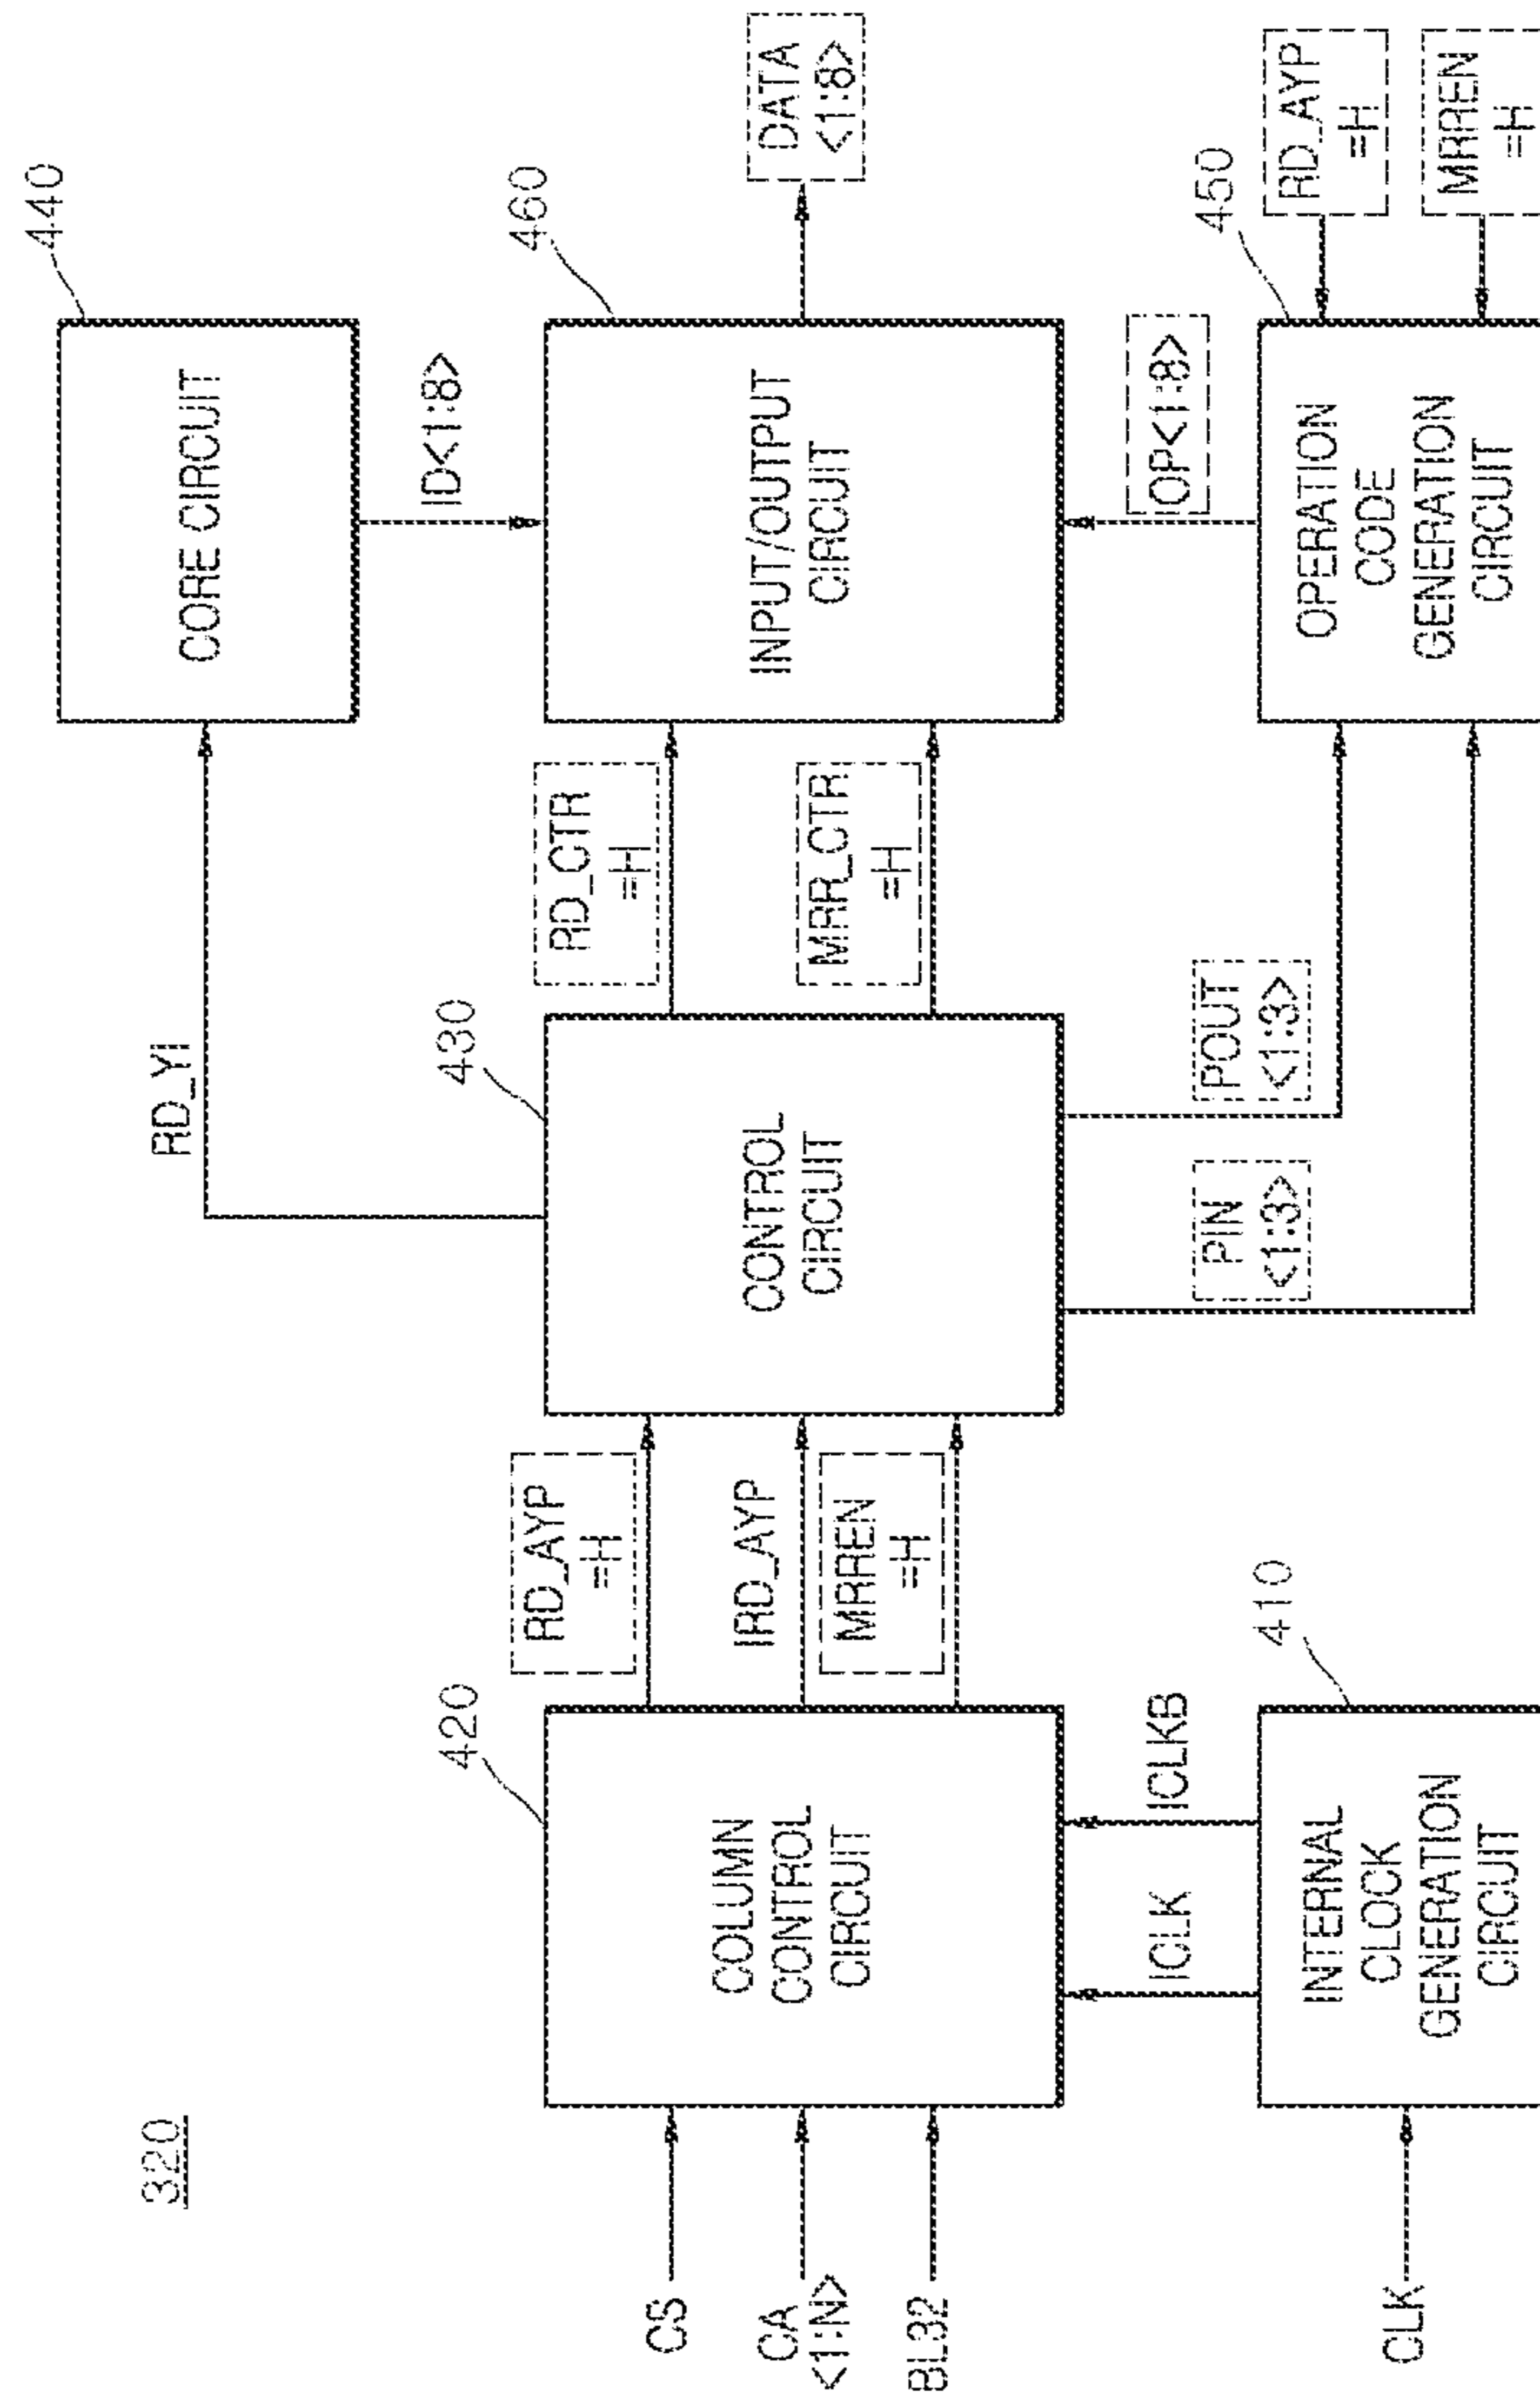 320
CS
CA
<1:N>
BL32
CLK
420
COLUMN
CONTROL
CIRCUIT
ICLK
ICLKB
410
INTERNAL
CLOCK
GENERATION
CIRCUIT
RD_AYP
=H
IRD_AYP
MRREN
=H
430
CONTROL
CIRCUIT
RD_YI
RD_CTR
=H
MRR_CTR
=H
PIN
<1:3>
POUT
<1:3>
440
CORE CIRCUIT
ID<1:8>
460
INPUT/OUTPUT
CIRCUIT
DATA
<1:8>
OP<1:8>
450
OPERATION
CODE
GENERATION
CIRCUIT
RD_AYP
=H
MRREN
=H